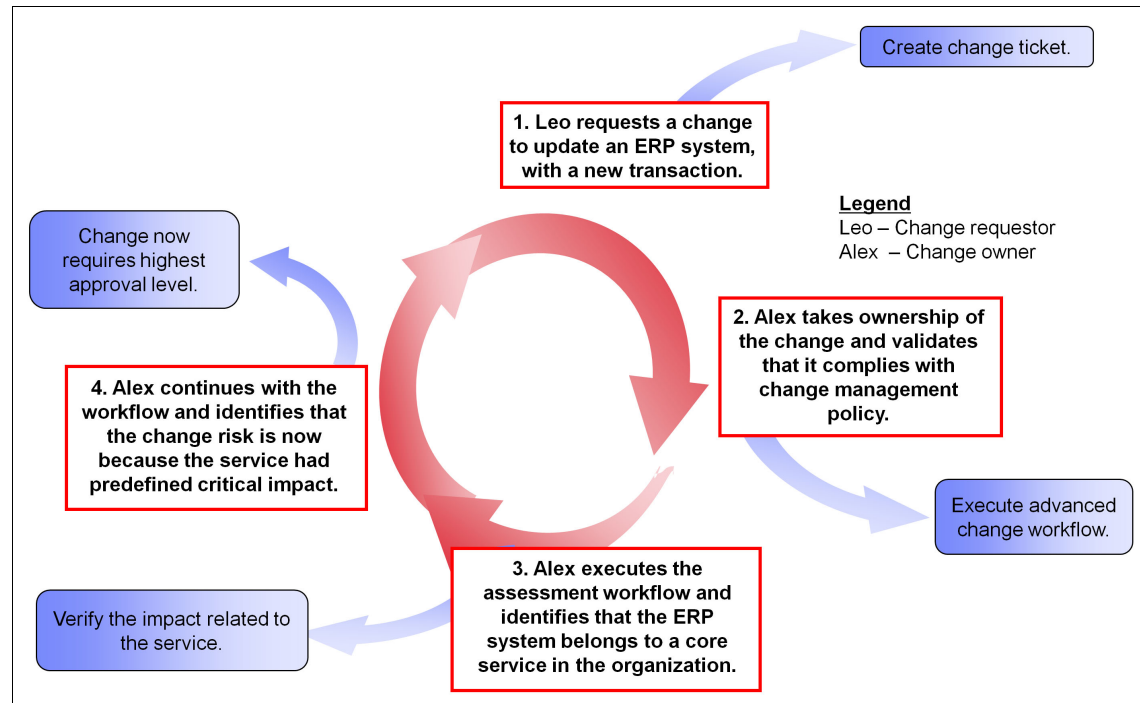 Create change ticket.
1. Leo requests a change
to update an ERP system,
with a new transaction.
Legend
Leo – Change requestor
Alex – Change owner
Change now
requires highest
approval level.
2. Alex takes ownership of
the change and validates
that it complies with
change management
policy.
4. Alex continues with the
workflow and identifies that
the change risk is now
because the service had
predefined critical impact.
Execute advanced
change workflow.
3. Alex executes the
assessment workflow and
identifies that the ERP
system belongs to a core
service in the organization.
Verify the impact related to
the service.